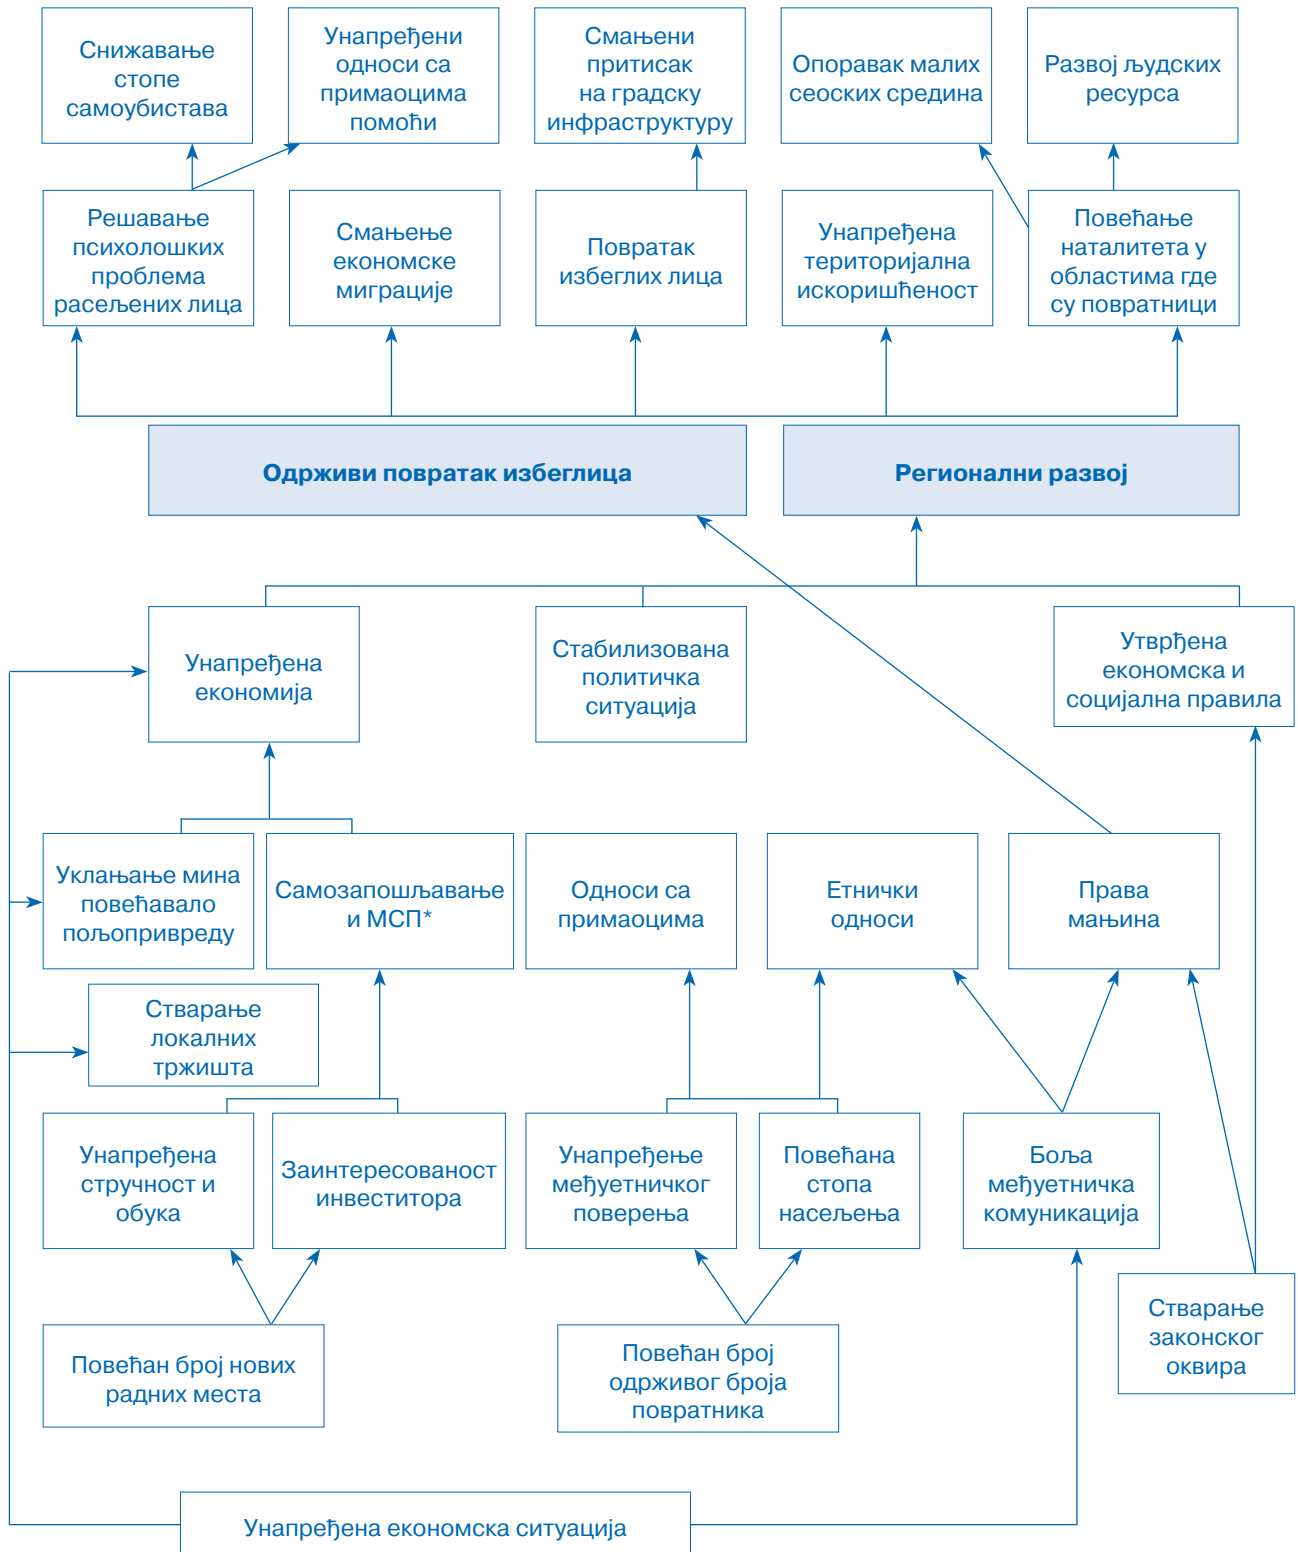 Снижавање
стопе
самоубистава
Унапређени
односи са
примаоцима
помоћи
Смањени
притисак
на градску
инфраструктуру
Опоравак малих
сеоских средина
Развој људских
ресурса
Решавање
психолошких
проблема
расељених лица
Смањење
економске
миграције
Повратак
избеглих лица
Унапређена
територијална
искоришћеност
Повећање
наталитета у
областима где
су повратници
Одрживи повратак избеглица
Регионални развој
Унапређена
економија
Стабилизована
политичка
ситуација
Утврђена
економска и
социјална правила
Уклањање мина
повећавало
пољопривреду
Самозапошљавање
и МСП*
Односи са
примаоцима
Етнички
односи
Права
мањина
Стварање
локалних
тржишта
Унапређена
стручност и
обука
Заинтересованост
инвеститора
Унапређење
међуетничког
поверења
Повећана
стопа
насељења
Боља
међуетничка
комуникација
Стварање
законског
оквира
Повећан број нових
радних места
Повећан број
одрживог броја
повратника
Унапређена економска ситуација